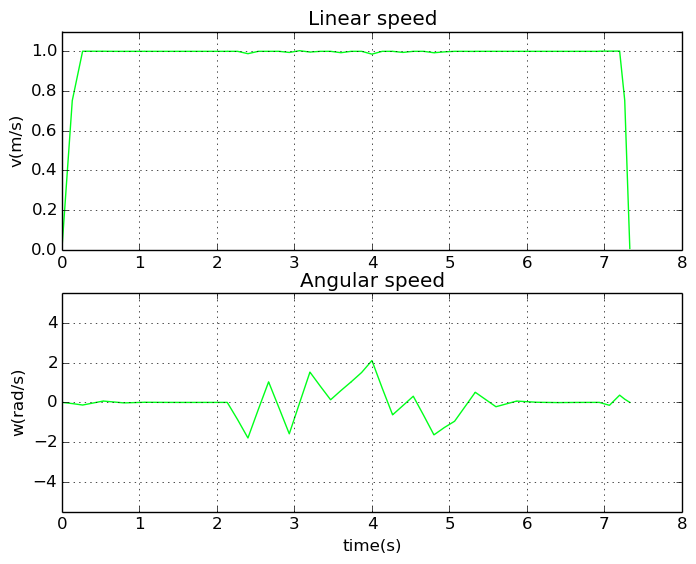 Linear speed
1.0
0.8
0.6
0.4
0.2
0.0
v(m/s)
0 1 2 3 4 5 6 7 8
Angular speed
4
2
0
−2
−4
w(rad/s)
0 1 2 3 4 5 6 7 8
time(s)